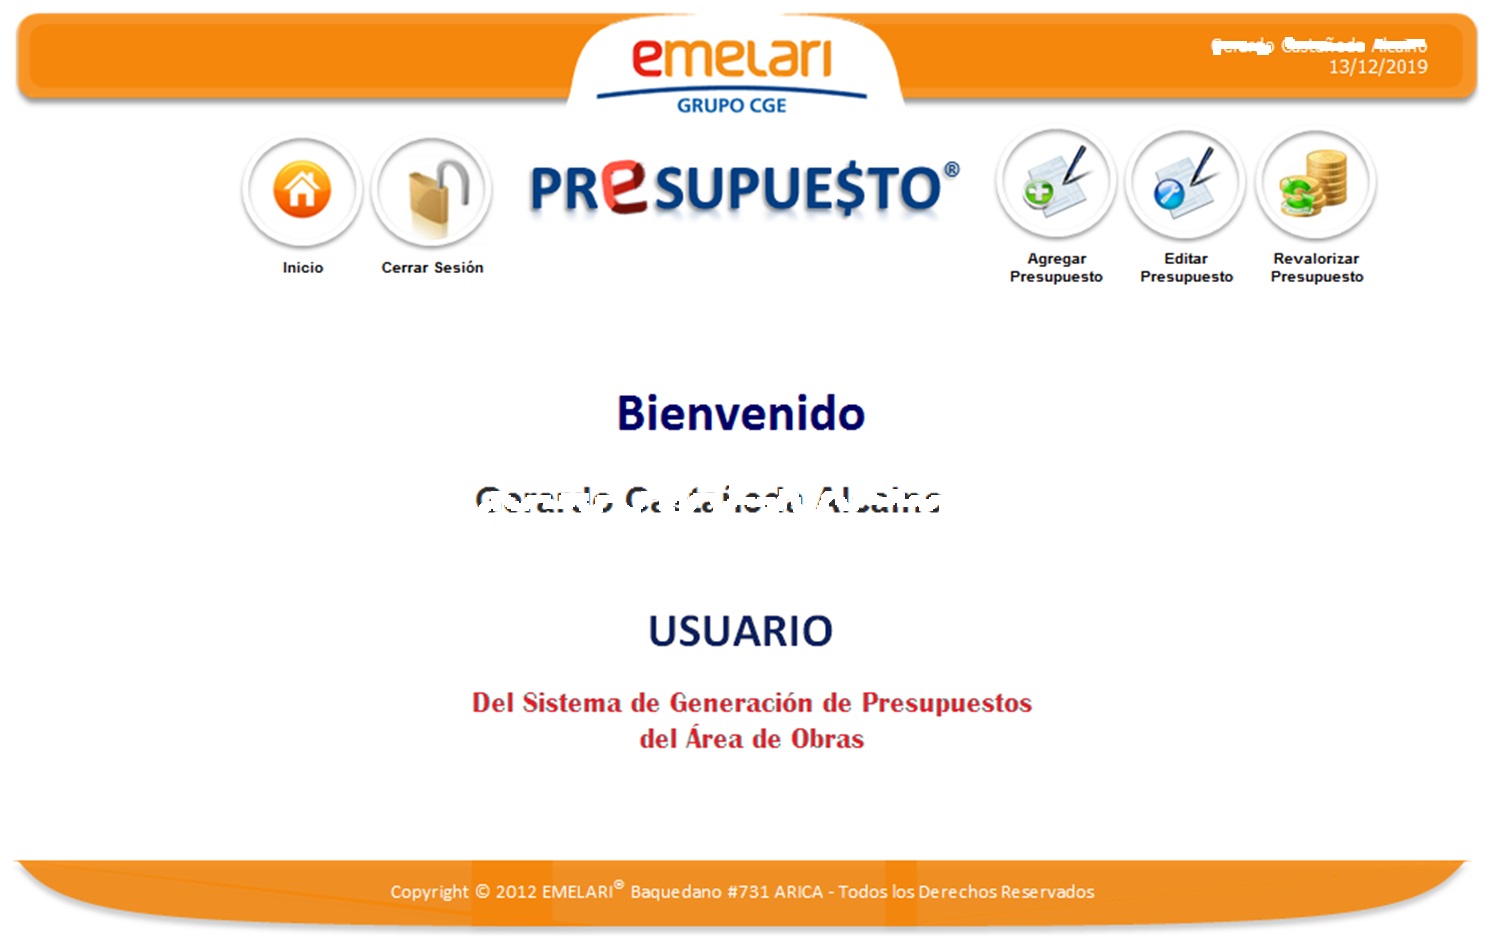 emelari
GRUPO CGE
13/12/2019
Inicio
Cerrar Sesión
PReSUPUE$TO®
Agregar
Presupuesto
Editar
Presupuesto
Revalorizar
Presupuesto
Bienvenido
USUARIO
Del Sistema de Generación de Presupuestos
del Área de Obras
Copyright © 2012 EMELARI® Baquedano #731 ARICA - Todos los Derechos Reservados